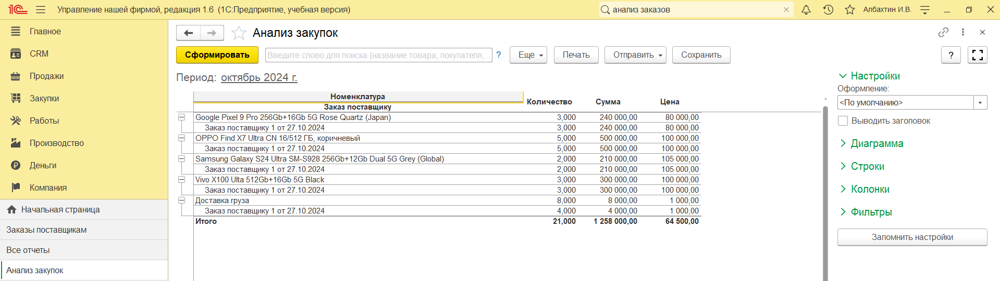 1С Управление нашей фирмой, редакция 1.6 (1С:Предприятие, учебная версия) анализ заказов Албахтин И.В.
Главное
CRM
Продажи
Закупки
Работы
Производство
Деньги
Компания
Начальная страница
Заказы поставщикам
Все отчеты
Анализ закупок
Анализ закупок
Сформировать Введите слово для поиска (название товара, покупателя,... ? Еще Печать Отправить Сохранить ?
Период: октябрь 2024 г.
Номенклатура Количество Сумма Цена
Заказ поставщику
Google Pixel 9 Pro 256Gb+16Gb 5G Rose Quartz (Japan) 3,000 240 000,00 80 000,00
Заказ поставщику 1 от 27.10.2024 3,000 240 000,00 80 000,00
OPPO Find X7 Ultra CN 16/512 ГБ, коричневый 5,000 500 000,00 100 000,00
Заказ поставщику 1 от 27.10.2024 5,000 500 000,00 100 000,00
Samsung Galaxy S24 Ultra SM-S928 256Gb+12Gb Dual 5G Grey (Global) 2,000 210 000,00 105 000,00
Заказ поставщику 1 от 27.10.2024 2,000 210 000,00 105 000,00
Vivo X100 Ulta 512Gb+16Gb 5G Black 3,000 300 000,00 100 000,00
Заказ поставщику 1 от 27.10.2024 3,000 300 000,00 100 000,00
Доставка груза 8,000 8 000,00 1 000,00
Заказ поставщику 1 от 27.10.2024 4,000 4 000,00 1 000,00
Итого 21,000 1 258 000,00 64 500,00
Настройки
Оформление:
<По умолчанию>
Выводить заголовок
Диаграмма
Строки
Колонки
Фильтры
Запомнить настройки